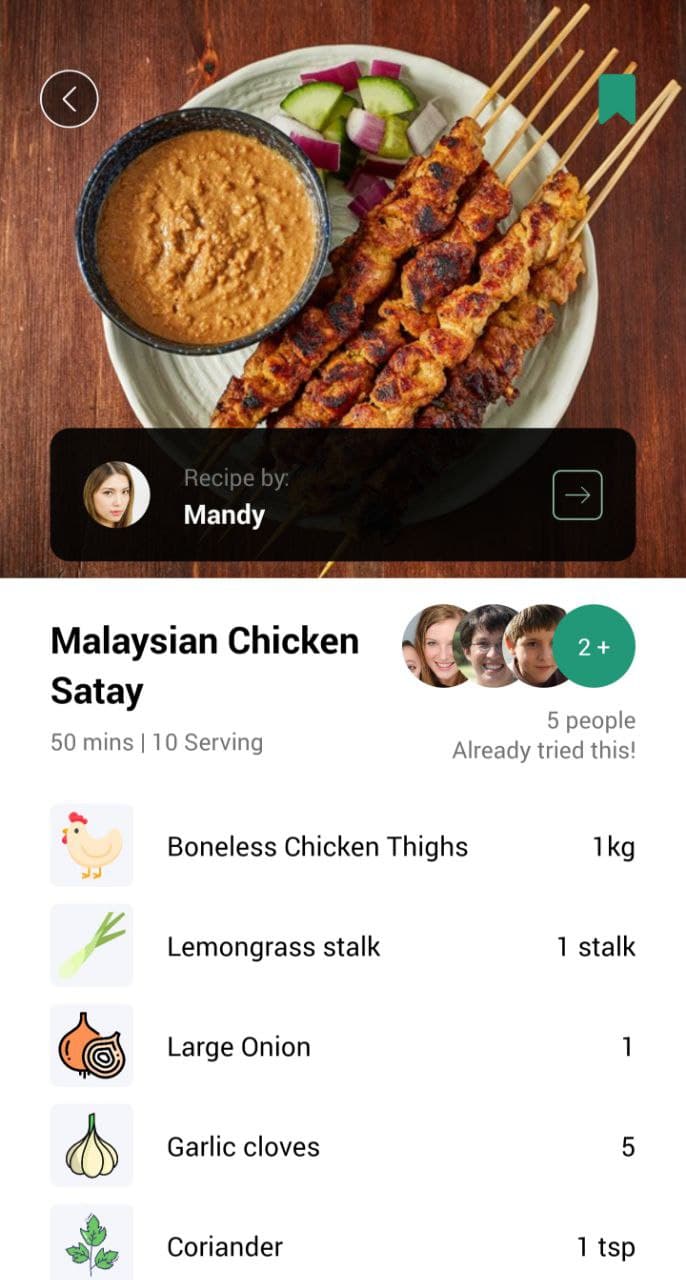 Recipe by:
Mandy
Malaysian Chicken
Satay
50 mins | 10 Serving
2 +
5 people
Already tried this!
Boneless Chicken Thighs 1kg
Lemongrass stalk 1 stalk
Large Onion 1
Garlic cloves 5
Coriander 1 tsp